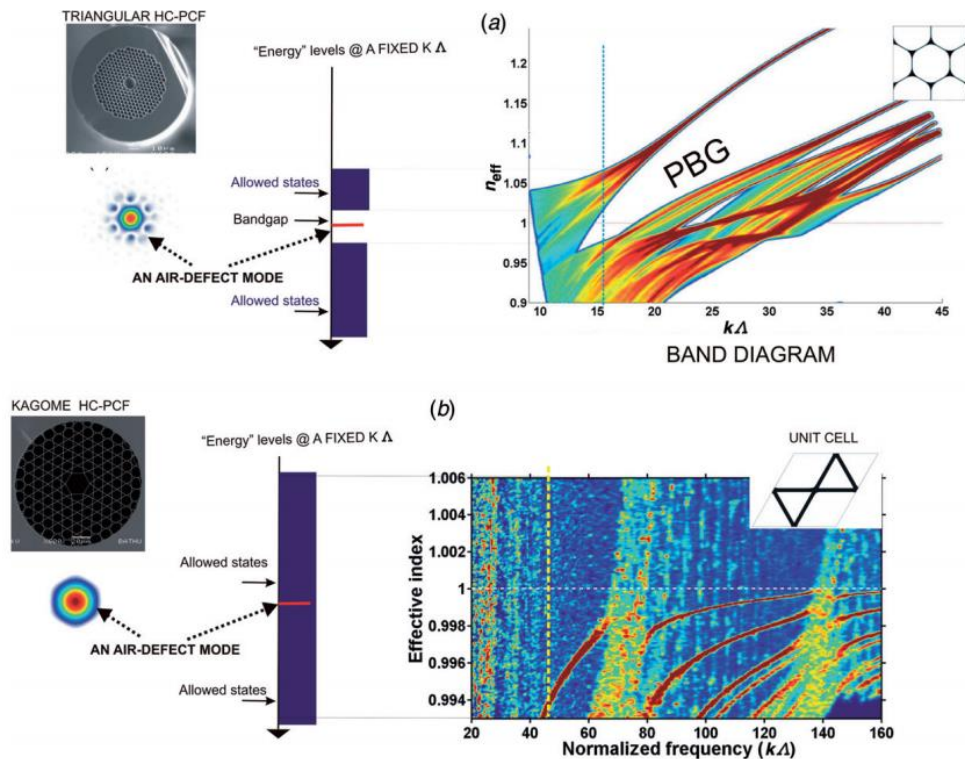 TRIANGULAR HC-PCF
"Energy" levels @ A FIXED K Λ
Allowed states
Bandgap
AN AIR-DEFECT MODE
Allowed states
(a)
1.2
1.15
1.1
1.05
1
0.95
0.9
n eff
PBG
10 15 20 25 30 35 40 45
kΛ
BAND DIAGRAM
KAGOME HC-PCF
"Energy" levels @ A FIXED K Λ
Allowed states
AN AIR-DEFECT MODE
Allowed states
(b)
UNIT CELL
1.006
1.004
1.002
1
0.998
0.996
0.994
Effective index
20 40 60 80 100 120 140 160
Normalized frequency (kΛ)